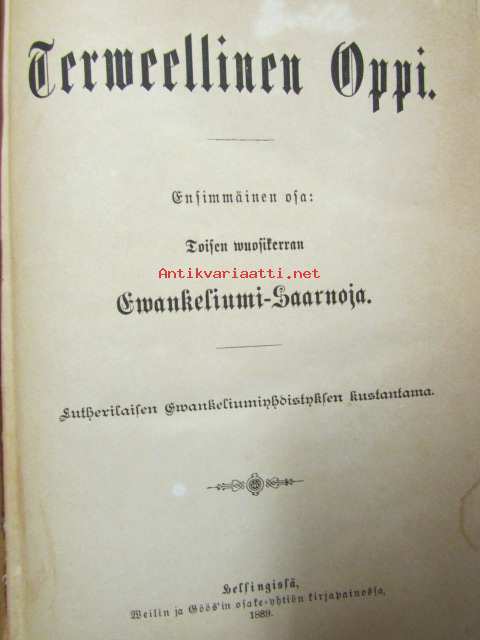 Terweellinen Oppi.
Ensimmäinen osa:
Toisen wuosikerran
Antikvariaatti.net
Ewankeliumi-Saarnoja.
Lutherilaisen Ewankeliumiyhdistyksen kustantama.
Helsingissä,
Weilin ja Göös'in osake-yhtiön kirjapainossa,
1889.